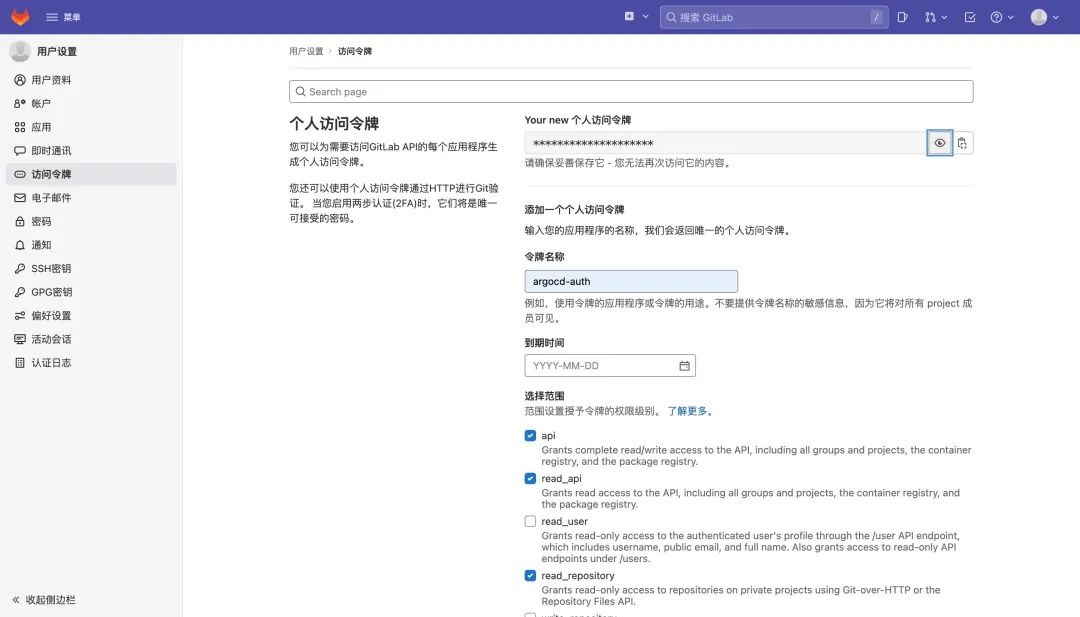 菜单
搜索 GitLab
/
用户设置
用户资料
帐户
应用
即时通讯
访问令牌
电子邮件
密码
通知
SSH密钥
GPG密钥
偏好设置
活动会话
认证日志
收起侧边栏
用户设置 › 访问令牌
Search page
个人访问令牌
您可以为需要访问GitLab API的每个应用程序生
成个人访问令牌。
您还可以使用个人访问令牌通过HTTP进行Git验
证。 当您启用两步认证(2FA)时，它们将是唯一
可接受的密码。
Your new 个人访问令牌
********************
请确保妥善保存它 - 您无法再次访问它的内容。
添加一个个人访问令牌
输入您的应用程序的名称，我们会返回唯一的个人访问令牌。
令牌名称
argocd-auth
例如，使用令牌的应用程序或令牌的用途。不要提供令牌名称的敏感信息，因为它将对所有 project 成
员可见。
到期时间
YYYY-MM-DD
选择范围
范围设置授予令牌的权限级别。 了解更多。
api
Grants complete read/write access to the API, including all groups and projects, the container
registry, and the package registry.
read_api
Grants read access to the API, including all groups and projects, the container registry, and
the package registry.
read_user
Grants read-only access to the authenticated user's profile through the /user API endpoint,
which includes username, public email, and full name. Also grants access to read-only API
endpoints under /users.
read_repository
Grants read-only access to repositories on private projects using Git-over-HTTP or the
Repository Files API.